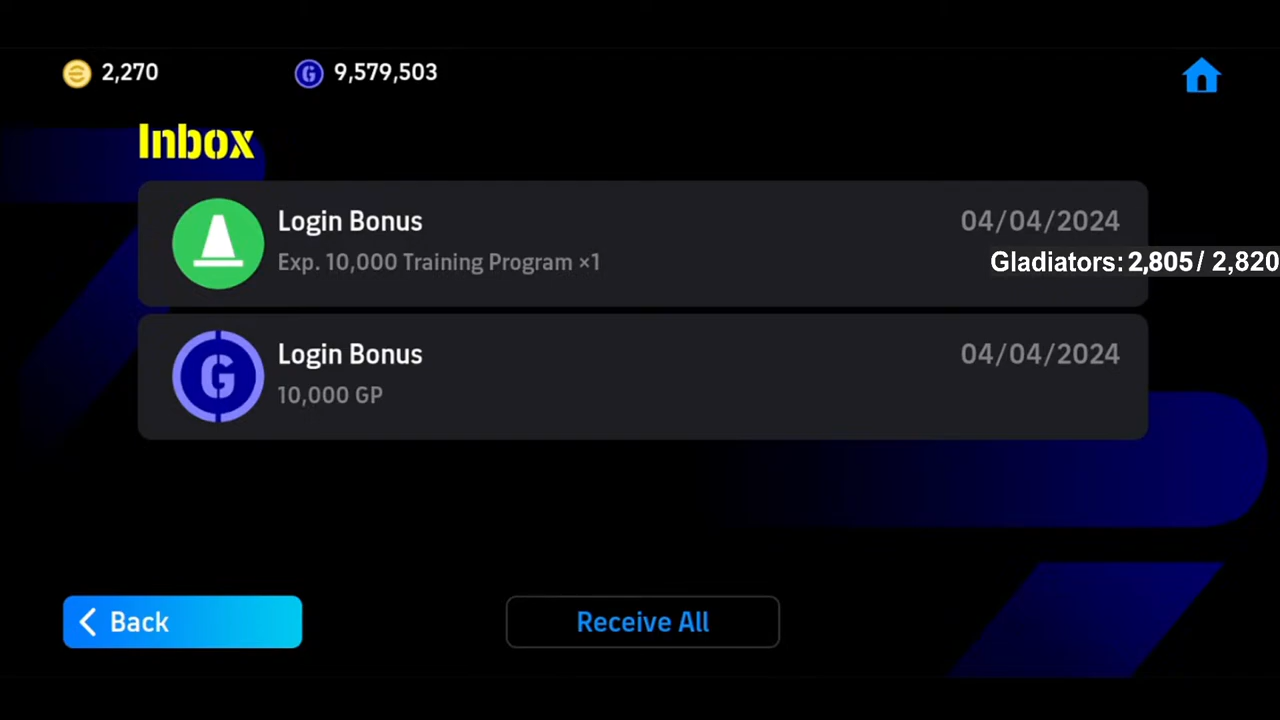 2,270
9,579,503
Inbox
Login Bonus
04/04/2024
Exp. 10,000 Training Program ×1
Gladiators: 2,805/ 2,820
Login Bonus
04/04/2024
10,000 GP
Back
Receive All